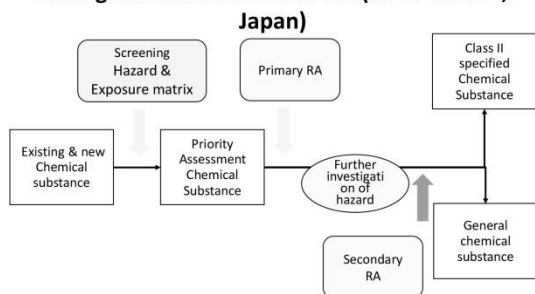 Japan)
Screening
Hazard &
Exposure matrix
Primary RA
Class II
specified
Chemical
Substance
Existing & new
Chemical
substance
Priority
Assessment
Chemical
Substance
Further
investigati
on of
hazard
General
chemical
substance
Secondary
RA